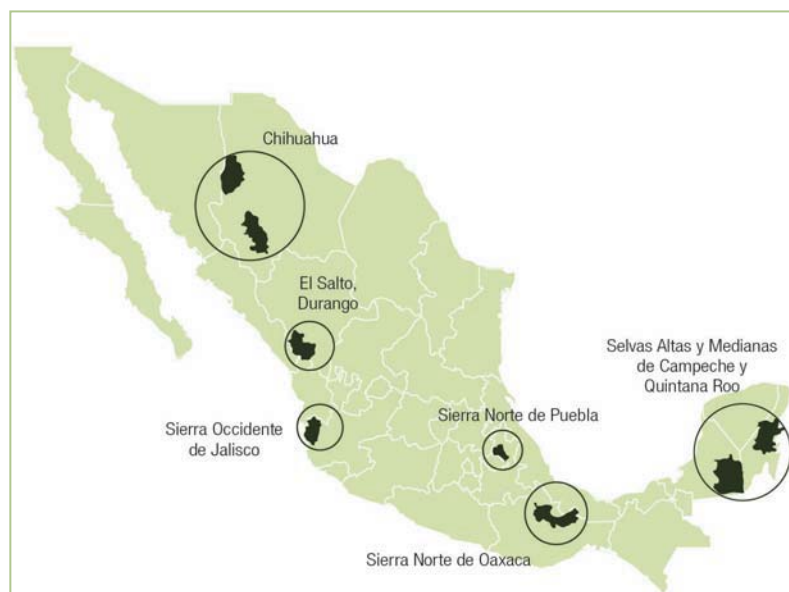 Chihuahua
El Salto,
Durango
Selvas Altas y Medianas
de Campeche y
Quintana Roo
Sierra Occidente
de Jalisco
Sierra Norte de Puebla
Sierra Norte de Oaxaca